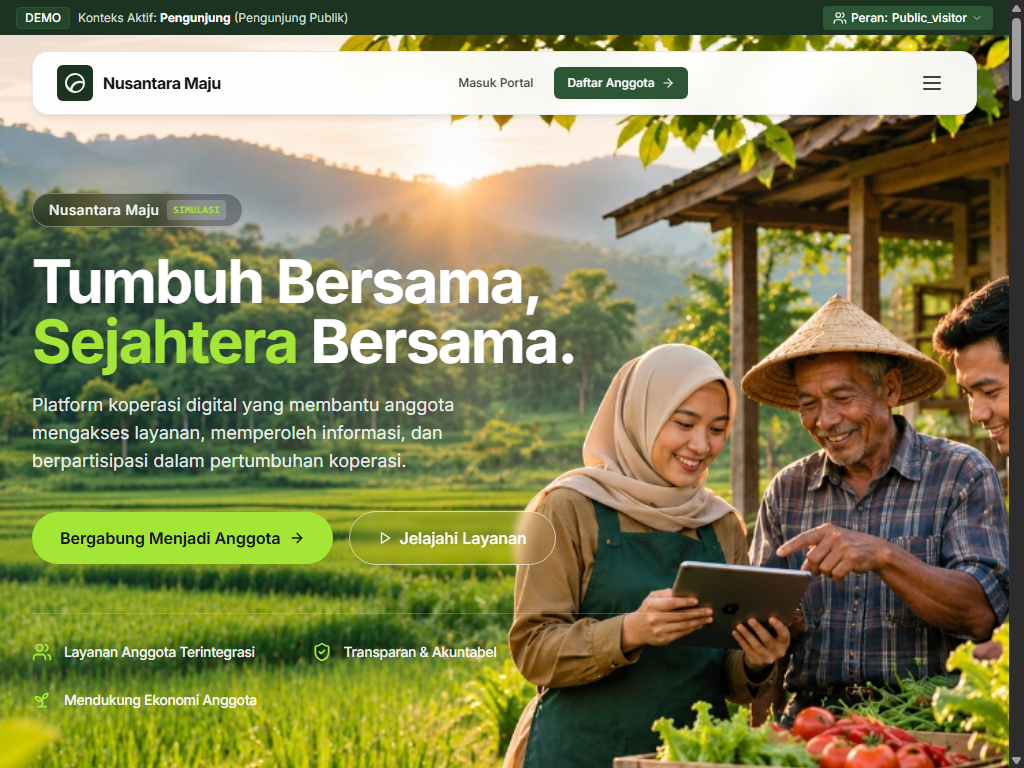 DEMO Konteks Aktif: Pengunjung (Pengunjung Publik)
Peran: Public_visitor
Nusantara Maju
Masuk Portal
Daftar Anggota
Nusantara Maju SIMULASI
Tumbuh Bersama,
Sejahtera Bersama.
Platform koperasi digital yang membantu anggota
mengakses layanan, memperoleh informasi, dan
berpartisipasi dalam pertumbuhan koperasi.
Bergabung Menjadi Anggota
Jelajahi Layanan
Layanan Anggota Terintegrasi
Transparan & Akuntabel
Mendukung Ekonomi Anggota